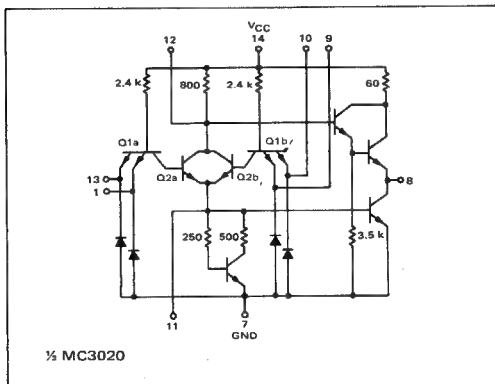 12
VCC
14
10
9
2.4 k
800
2.4 k
60
Q1a
Q1b
Q2a
Q2b
13
1
8
250
500
3.5 k
11
7
GND
½ MC3020